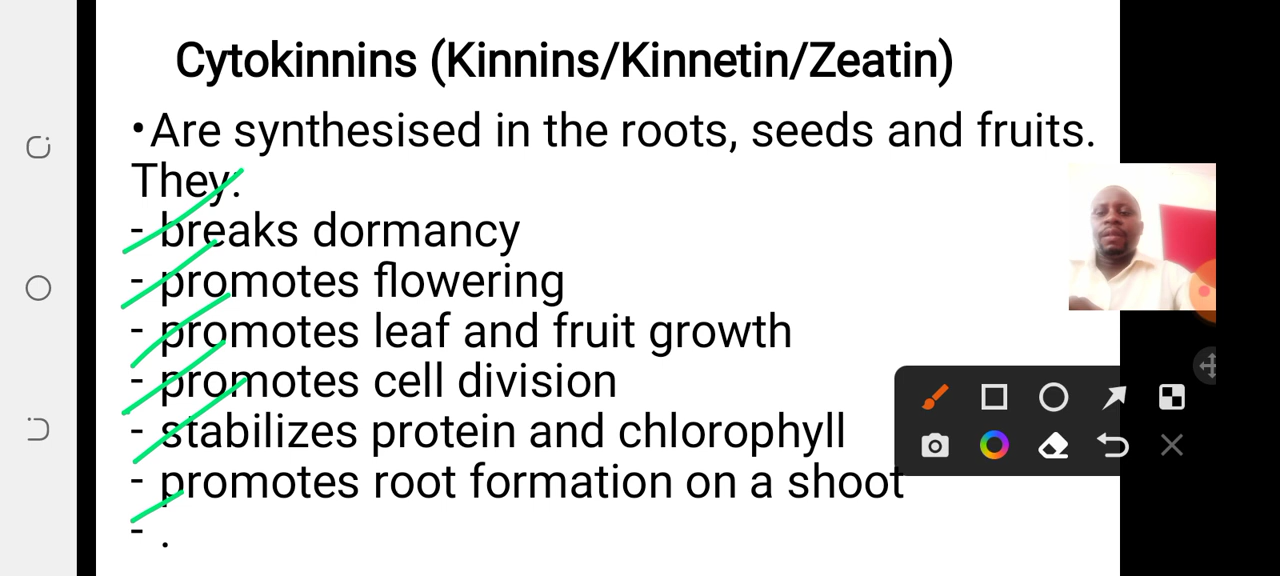 Cytokinnins (Kinnins/Kinnetin/Zeatin)
•Are synthesised in the roots, seeds and fruits.
They:
- breaks dormancy
- promotes flowering
- promotes leaf and fruit growth
- promotes cell division
- stabilizes protein and chlorophyll
- promotes root formation on a shoot
- .